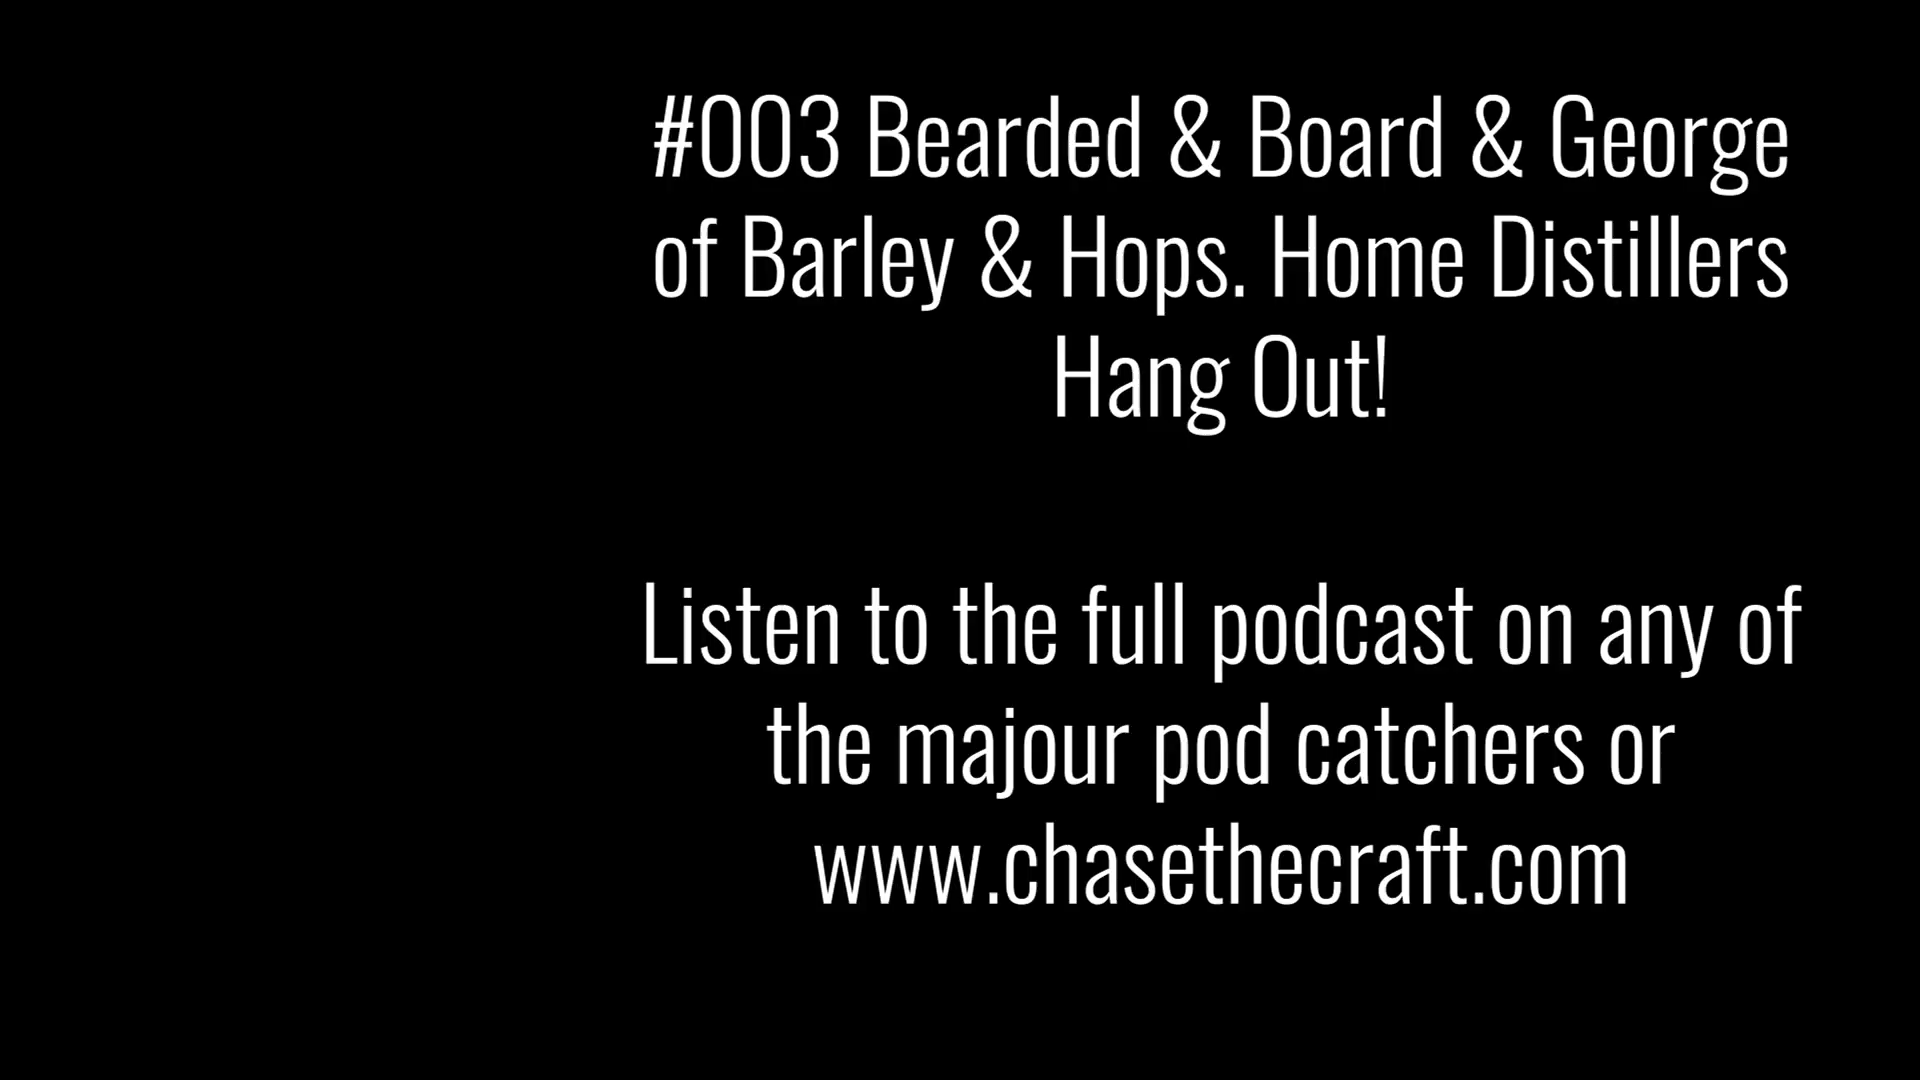 #003 Bearded & Board & George
of Barley & Hops. Home Distillers
Hang Out!
Listen to the full podcast on any of
the majour pod catchers or
www.chasethecraft.com